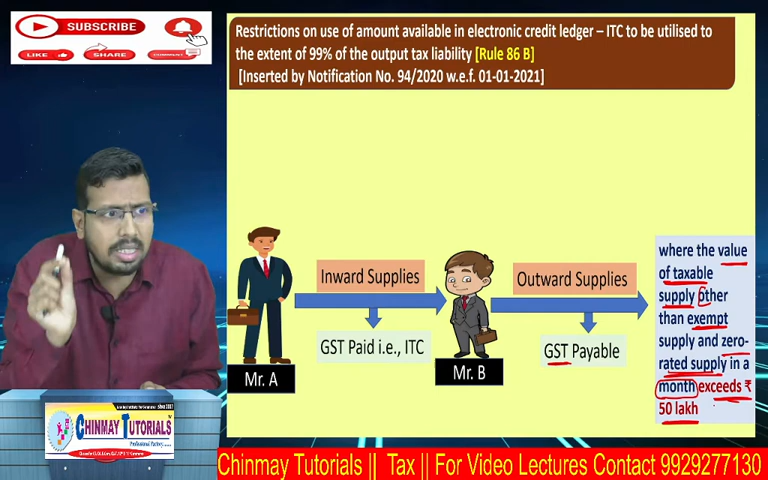 SUBSCRIBE
LIKE
SHARE
COMMENT
Restrictions on use of amount available in electronic credit ledger – ITC to be utilised to
the extent of 99% of the output tax liability [Rule 86 B]
[Inserted by Notification No. 94/2020 w.e.f. 01-01-2021]
where the value
of taxable
supply other
than exempt
supply and zero-
rated supply in a
month exceeds ₹
50 lakh
Inward Supplies
Outward Supplies
GST Paid i.e., ITC
GST Payable
Mr. A
Mr. B
CHINMAY TUTORIALS
Professional Factory.....
Chinmay Tutorials || Tax || For Video Lectures Contact 9929277130